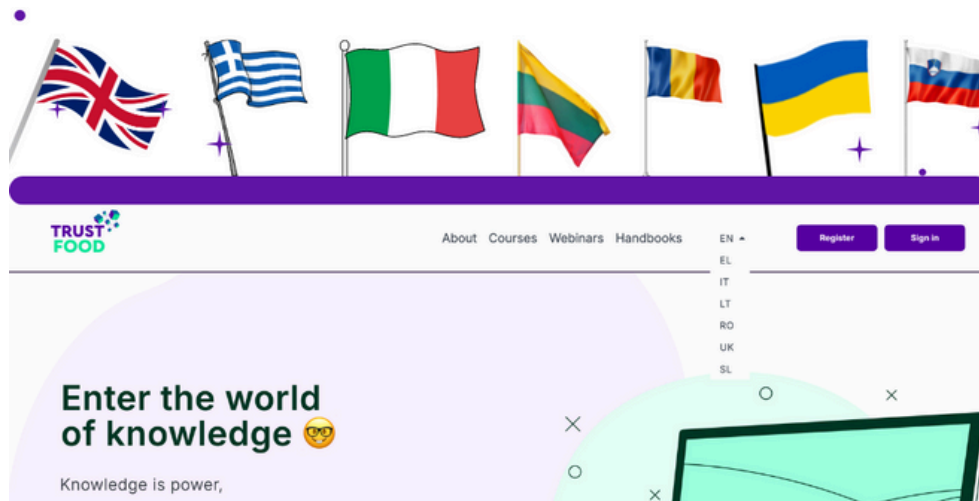 TRUST
FOOD
About Courses Webinars Handbooks EN Register Sign in
EL
IT
LT
RO
UK
SL
Enter the world
of knowledge 🤓
Knowledge is power,